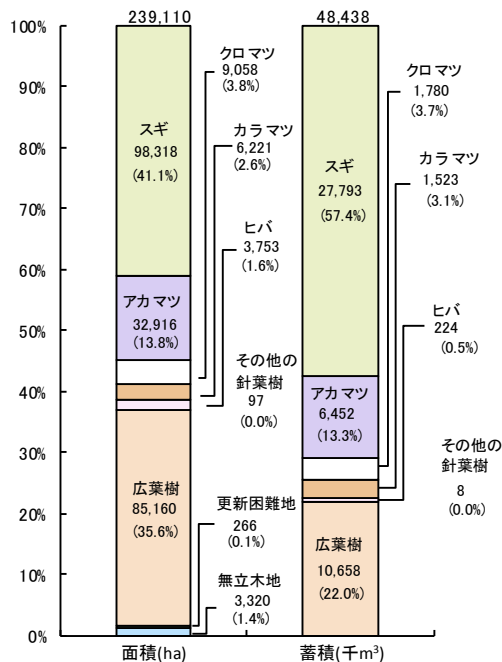 239,110
48,438
100%
90%
80%
70%
60%
50%
40%
30%
20%
10%
0%
スギ
98,318
(41.1%)
アカマツ
32,916
(13.8%)
広葉樹
85,160
(35.6%)
クロマツ
9,058
(3.8%)
カラマツ
6,221
(2.6%)
ヒバ
3,753
(1.6%)
その他の
針葉樹
97
(0.0%)
更新困難地
266
(0.1%)
無立木地
3,320
(1.4%)
スギ
27,793
(57.4%)
アカマツ
6,452
(13.3%)
広葉樹
10,658
(22.0%)
クロマツ
1,780
(3.7%)
カラマツ
1,523
(3.1%)
ヒバ
224
(0.5%)
その他の
針葉樹
8
(0.0%)
面積(ha)
蓄積(千m³)